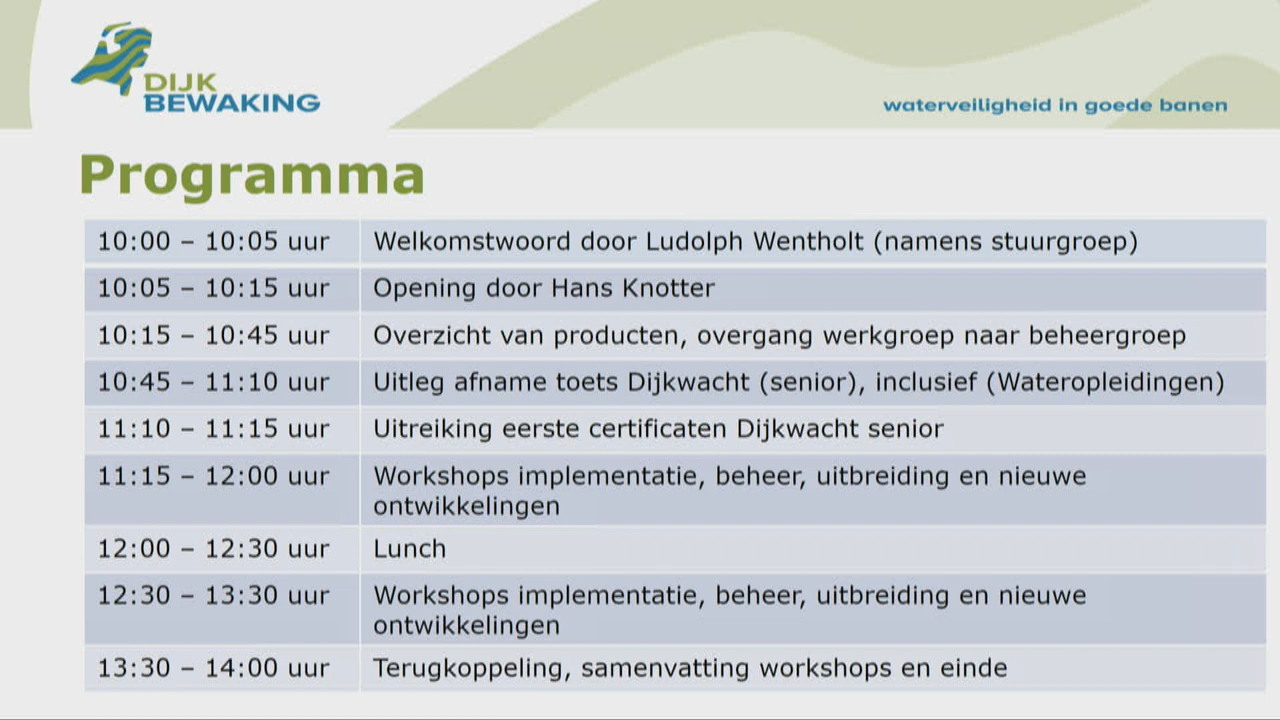 DIJK
BEWAKING
waterveiligheid in goede banen
Programma
10:00 – 10:05 uur Welkomstwoord door Ludolph Wentholt (namens stuurgroep)
10:05 – 10:15 uur Opening door Hans Knotter
10:15 – 10:45 uur Overzicht van producten, overgang werkgroep naar beheergroep
10:45 – 11:10 uur Uitleg afname toets Dijkwacht (senior), inclusief (Wateropleidingen)
11:10 – 11:15 uur Uitreiking eerste certificaten Dijkwacht senior
11:15 – 12:00 uur Workshops implementatie, beheer, uitbreiding en nieuwe
ontwikkelingen
12:00 – 12:30 uur Lunch
12:30 – 13:30 uur Workshops implementatie, beheer, uitbreiding en nieuwe
ontwikkelingen
13:30 – 14:00 uur Terugkoppeling, samenvatting workshops en einde